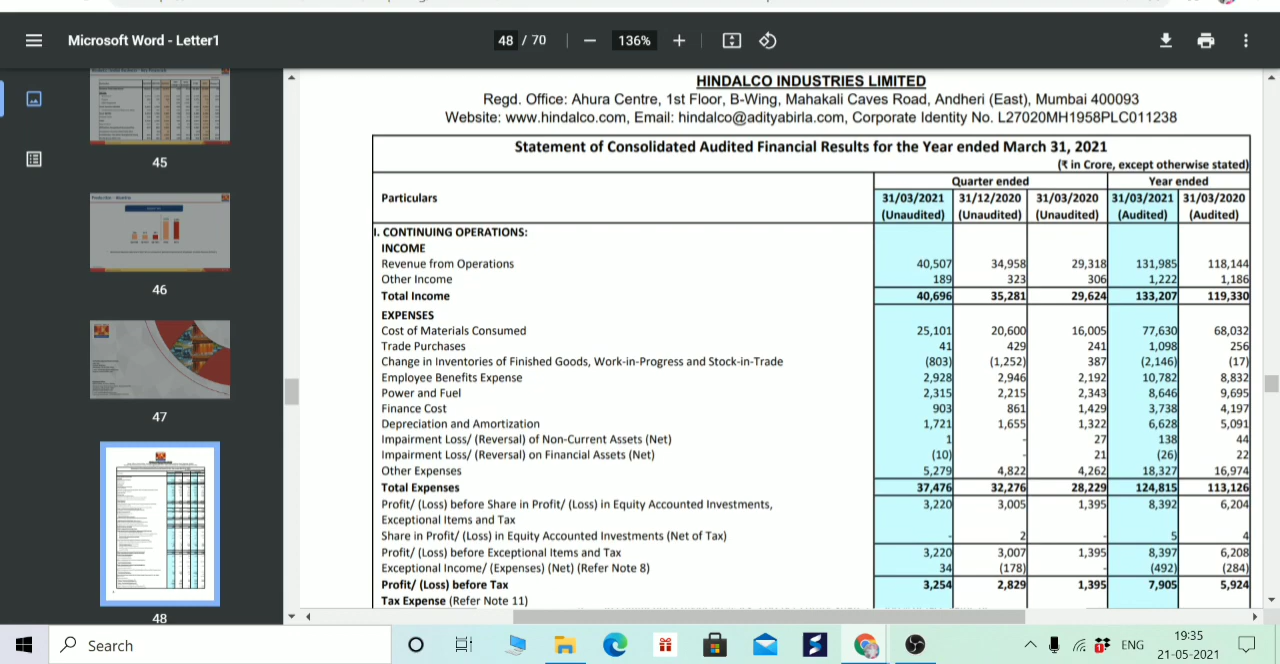 Microsoft Word - Letter1
48 / 70
136%
45
46
47
48
HINDALCO INDUSTRIES LIMITED
Regd. Office: Ahura Centre, 1st Floor, B-Wing, Mahakali Caves Road, Andheri (East), Mumbai 400093
Website: www.hindalco.com, Email: hindalco@adityabirla.com, Corporate Identity No. L27020MH1958PLC011238
Statement of Consolidated Audited Financial Results for the Year ended March 31, 2021
(₹ in Crore, except otherwise stated)
Quarter ended Year ended
Particulars 31/03/2021 31/12/2020 31/03/2020 31/03/2021 31/03/2020
(Unaudited) (Unaudited) (Unaudited) (Audited) (Audited)
I. CONTINUING OPERATIONS:
INCOME
Revenue from Operations 40,507 34,958 29,318 131,985 118,144
Other Income 189 323 306 1,222 1,186
Total Income 40,696 35,281 29,624 133,207 119,330
EXPENSES
Cost of Materials Consumed 25,101 20,600 16,005 77,630 68,032
Trade Purchases 41 429 241 1,098 256
Change in Inventories of Finished Goods, Work-in-Progress and Stock-in-Trade (803) (1,252) 387 (2,146) (17)
Employee Benefits Expense 2,928 2,946 2,192 10,782 8,832
Power and Fuel 2,315 2,215 2,343 8,646 9,695
Finance Cost 903 861 1,429 3,738 4,197
Depreciation and Amortization 1,721 1,655 1,322 6,628 5,091
Impairment Loss/ (Reversal) of Non-Current Assets (Net) 1 - 27 138 44
Impairment Loss/ (Reversal) on Financial Assets (Net) (10) - 21 (26) 22
Other Expenses 5,279 4,822 4,262 18,327 16,974
Total Expenses 37,476 32,276 28,229 124,815 113,126
Profit/ (Loss) before Share in Profit/ (Loss) in Equity Accounted Investments, 3,220 3,005 1,395 8,392 6,204
Exceptional Items and Tax
Share in Profit/ (Loss) in Equity Accounted Investments (Net of Tax) - 2 - 5 4
Profit/ (Loss) before Exceptional Items and Tax 3,220 3,007 1,395 8,397 6,208
Exceptional Income/ (Expenses) (Net) (Refer Note 8) 34 (178) - (492) (284)
Profit/ (Loss) before Tax 3,254 2,829 1,395 7,905 5,924
Tax Expense (Refer Note 11)
Search
ENG
19:35
21-05-2021